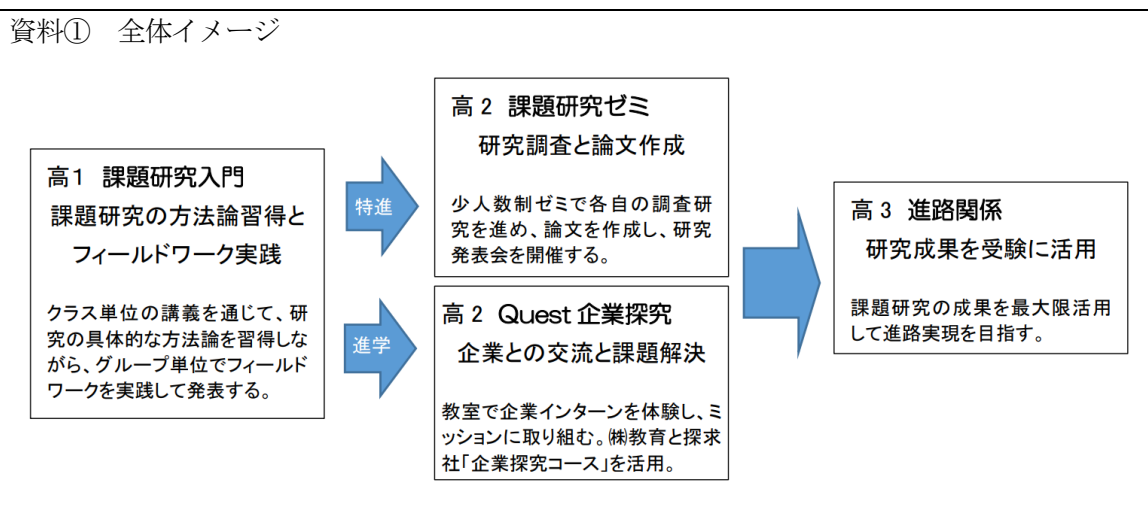 資料① 全体イメージ
高1 課題研究入門
課題研究の方法論習得と
フィールドワーク実践
クラス単位の講義を通じて、研
究の具体的な方法論を習得しな
がら、グループ単位でフィールド
ワークを実践して発表する。
特進
進学
高2 課題研究ゼミ
研究調査と論文作成
少人数制ゼミで各自の調査研
究を進め、論文を作成し、研究
発表会を開催する。
高2 Quest企業探究
企業との交流と課題解決
教室で企業インターンを体験し、ミ
ッションに取り組む。㈱教育と探求
社「企業探究コース」を活用。
高3 進路関係
研究成果を受験に活用
課題研究の成果を最大限活用
して進路実現を目指す。